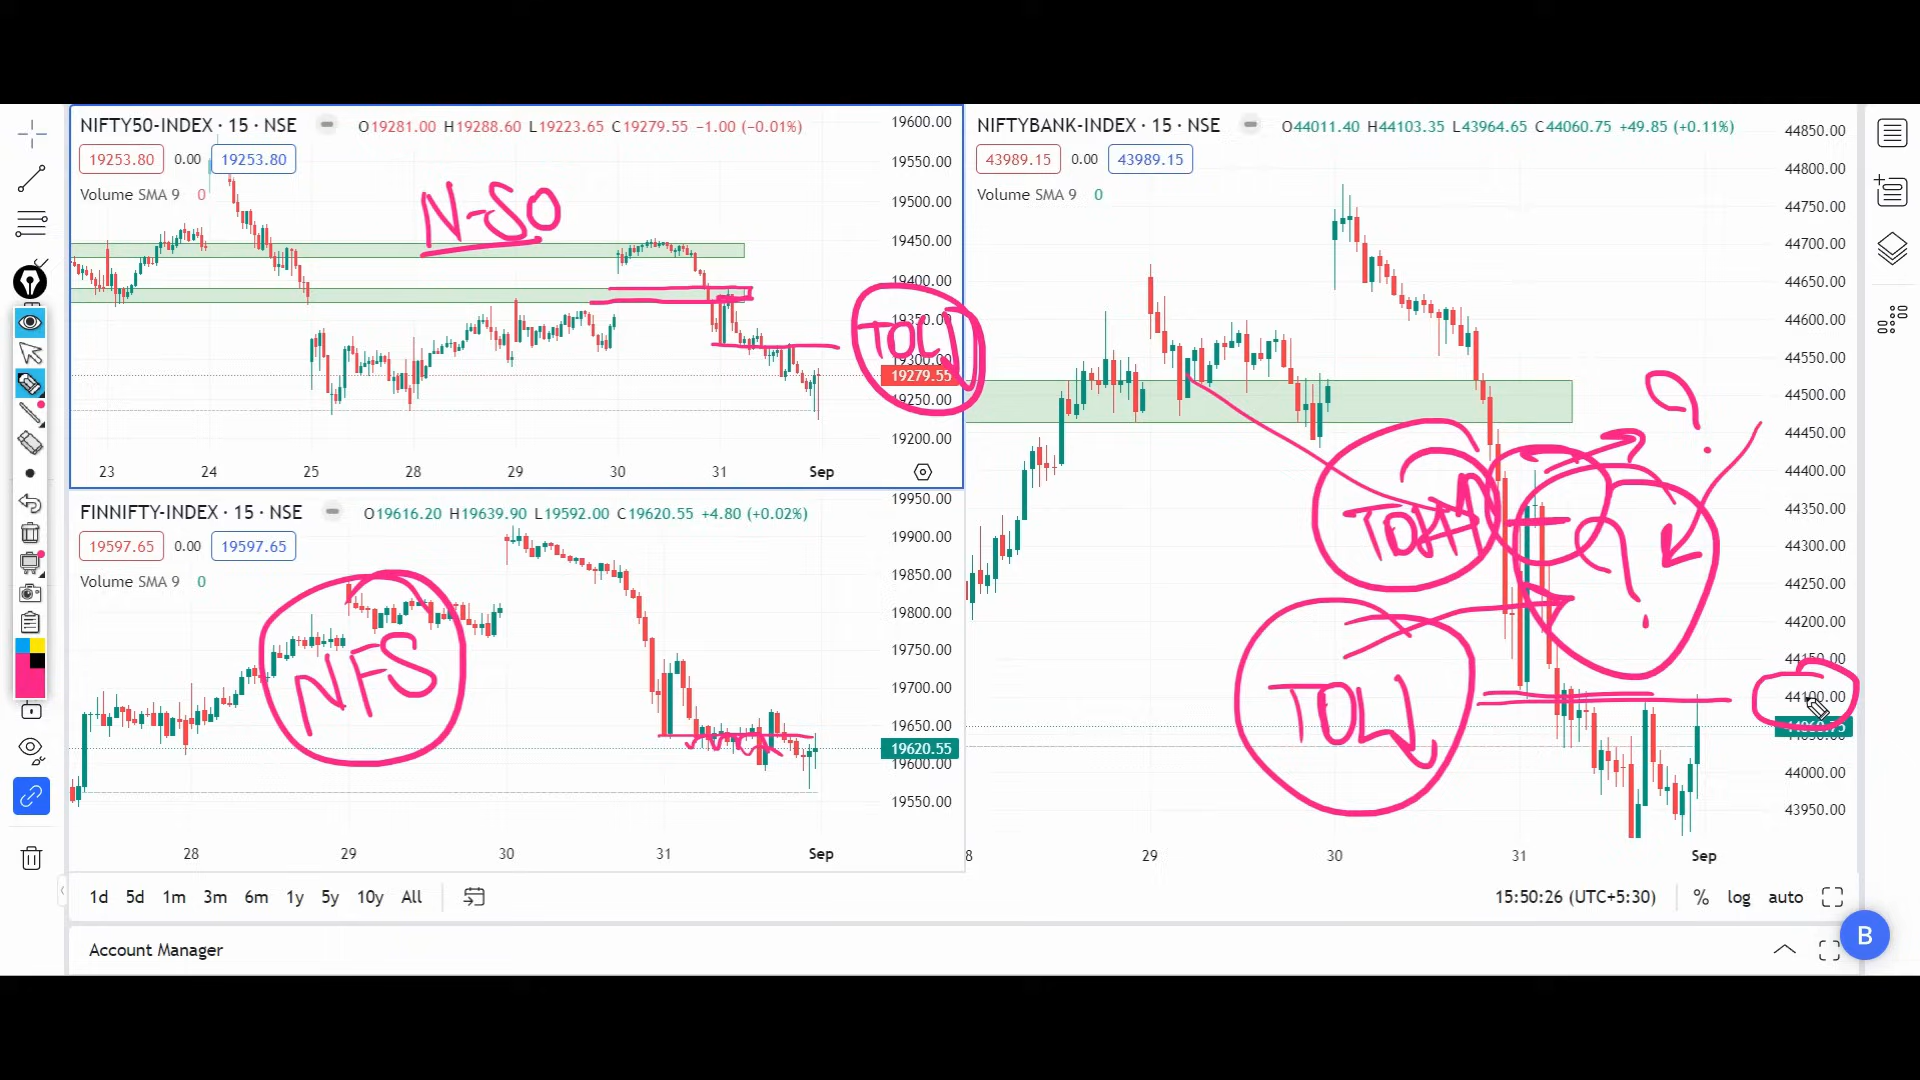 NIFTY50-INDEX · 15 · NSE
O19281.00 H19288.60 L19223.65 C19279.55 −1.00 (−0.01%)
19253.80 0.00 19253.80
Volume SMA 9 0
N-50
19600.00
19550.00
19500.00
19450.00
19400.00
19350.00
19300.00
19279.55
19250.00
19200.00
23 24 25 28 29 30 31 Sep
NIFTYBANK-INDEX · 15 · NSE
O44011.40 H44103.35 L43964.65 C44060.75 +49.85 (+0.11%)
43989.15 0.00 43989.15
Volume SMA 9 0
44850.00
44800.00
44750.00
44700.00
44650.00
44600.00
44550.00
44500.00
44450.00
44400.00
44350.00
44300.00
44250.00
44200.00
44150.00
44100.00
44000.00
43950.00
8 29 30 31 Sep
FINNIFTY-INDEX · 15 · NSE
O19616.20 H19639.90 L19592.00 C19620.55 +4.80 (+0.02%)
19597.65 0.00 19597.65
Volume SMA 9 0
NFS
19950.00
19900.00
19850.00
19800.00
19750.00
19700.00
19650.00
19620.55
19600.00
19550.00
28 29 30 31 Sep
1d 5d 1m 3m 6m 1y 5y 10y All
15:50:26 (UTC+5:30) % log auto
Account Manager
B